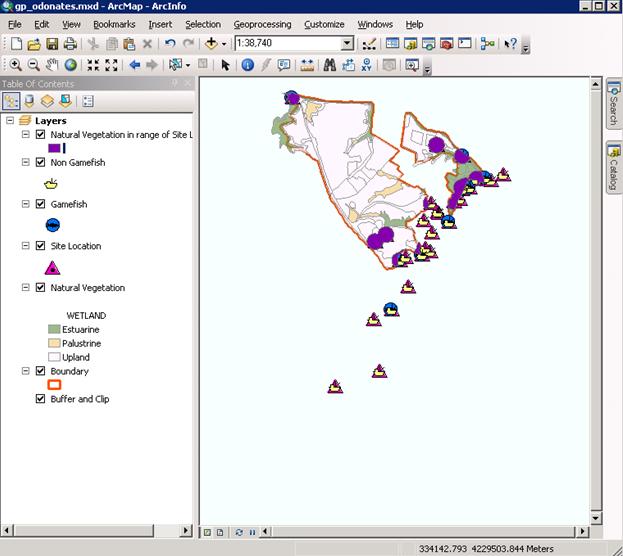 gp_odonates.mxd - ArcMap - ArcInfo
File Edit View Bookmarks Insert Selection Geoprocessing Customize Windows Help
1:38,740
XY
Table Of Contents
Layers
Natural Vegetation in range of Site L
Non Gamefish
Gamefish
Site Location
Natural Vegetation
WETLAND
Estuarine
Palustrine
Upland
Boundary
Buffer and Clip
Search
Catalog
334142.793 4229503.844 Meters